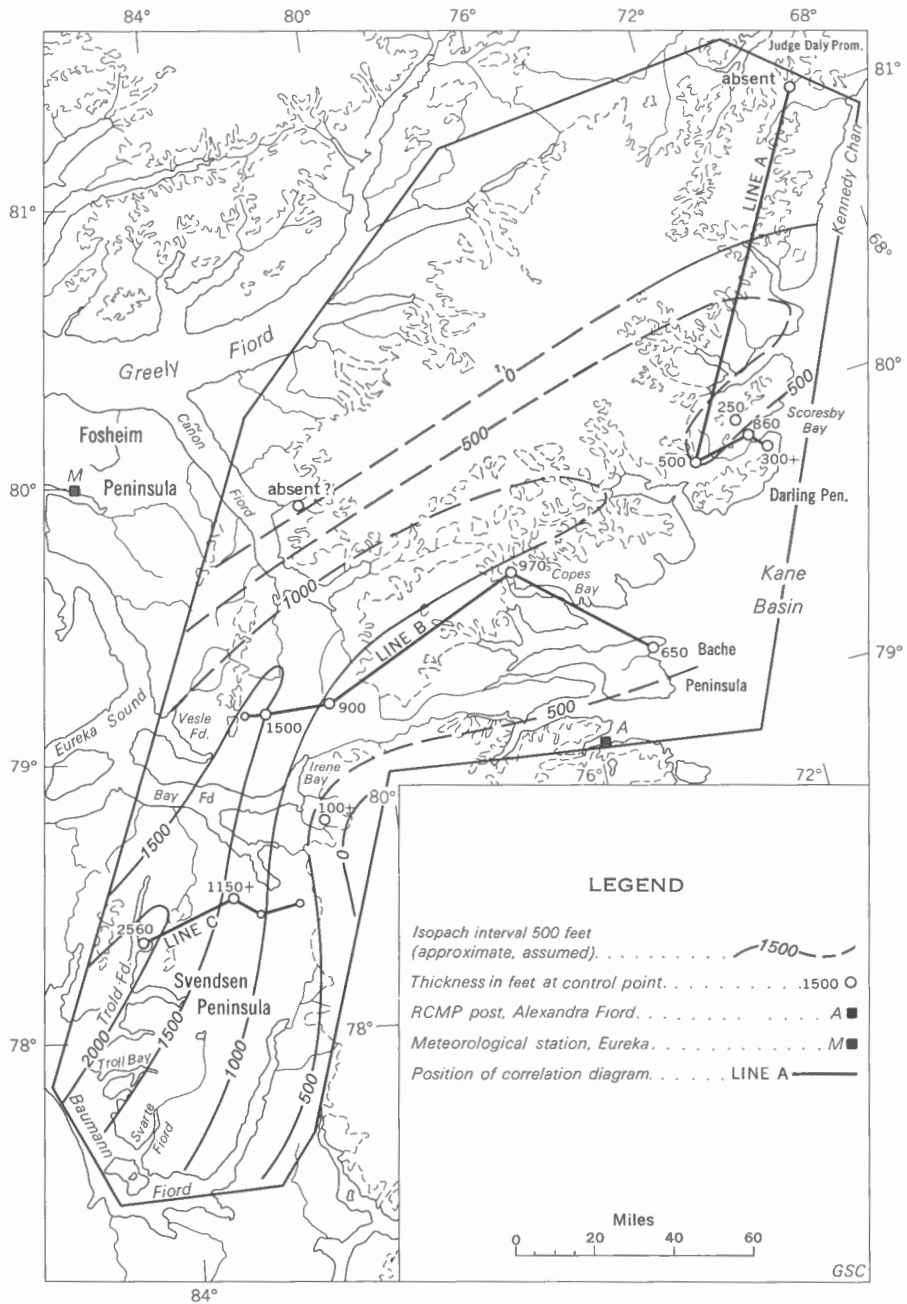 84° 80° 76° 72° 68°
Judge Daly Prom.
absent
81°
LINE A
Kennedy Chan
81°
68°
Greely Fiord
0
500
80°
Fosheim
Peninsula
Cañon
Fiord
M
80°
absent ?
250
500
Scoresby
Bay
860
300+
500
Darling Pen.
1000
970
Copes
Bay
Kane
Basin
LINE B
650
Bache
Peninsula
79°
Eureka Sound
Vesle
Fd.
1500
900
500
A
79°
Irene
Bay
76°
72°
Bay Fd
80°
100+
0
1500
1150+
2560
LINE C
Trold Fd.
Svendsen
Peninsula
78°
78°
2000
1500
1000
500
Troll Bay
Svarte
Fiord
Baumann
Fiord
84°
LEGEND
Isopach interval 500 feet
(approximate, assumed). . . . . . . . . . . 1500
Thickness in feet at control point. . . . . . . . .1500
RCMP post, Alexandra Fiord. . . . . . . . . . . . A
Meteorological station, Eureka. . . . . . . . . . . M
Position of correlation diagram. . . . . . . LINE A
Miles
0 20 40 60
GSC